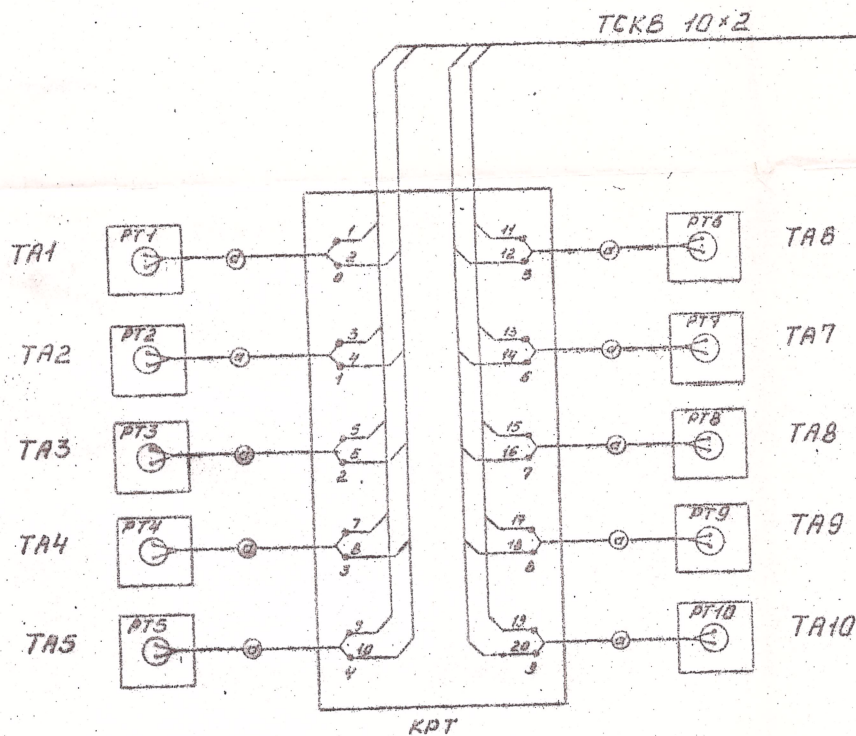 ТСКВ 10×2
ТА1 РТ1 а 1 2 0 11 12 5 а РТ6 ТА6
ТА2 РТ2 а 3 4 1 13 14 6 а РТ7 ТА7
ТА3 РТ3 а 5 6 2 15 16 7 а РТ8 ТА8
ТА4 РТ4 а 7 8 3 17 18 8 а РТ9 ТА9
ТА5 РТ5 а 9 10 4 19 20 9 а РТ10 ТА10
КРТ